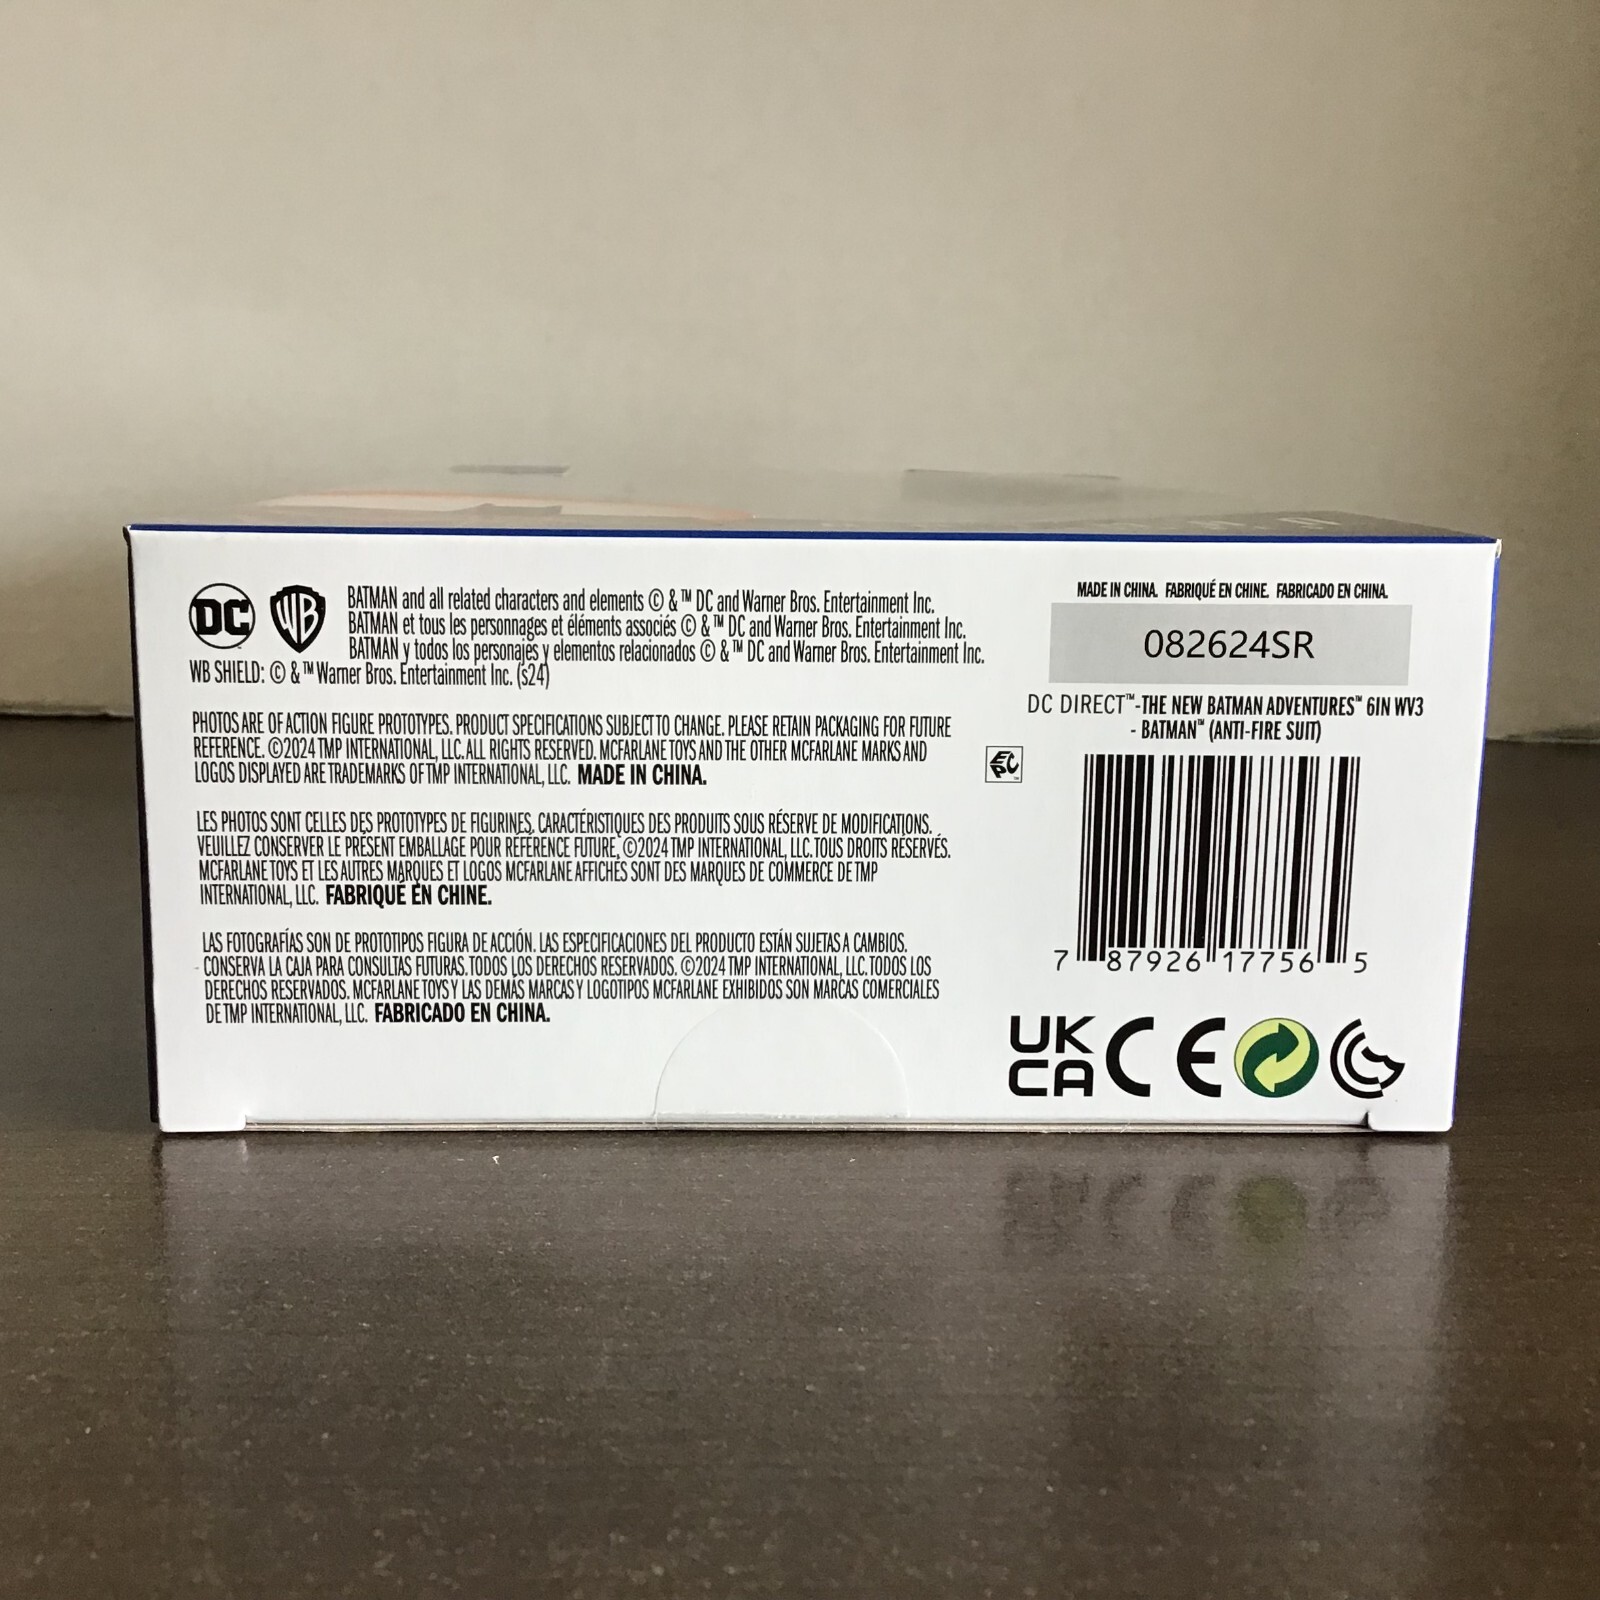 DC WB
BATMAN and all related characters and elements © & ™ DC and Warner Bros. Entertainment Inc.
BATMAN et tous les personnages et éléments associés © & ™ DC and Warner Bros. Entertainment Inc.
BATMAN y todos los personajes y elementos relacionados © & ™ DC and Warner Bros. Entertainment Inc.
WB SHIELD: © & ™ Warner Bros. Entertainment Inc. (s24)
PHOTOS ARE OF ACTION FIGURE PROTOTYPES. PRODUCT SPECIFICATIONS SUBJECT TO CHANGE. PLEASE RETAIN PACKAGING FOR FUTURE
REFERENCE. ©2024 TMP INTERNATIONAL, LLC. ALL RIGHTS RESERVED. MCFARLANE TOYS AND THE OTHER MCFARLANE MARKS AND
LOGOS DISPLAYED ARE TRADEMARKS OF TMP INTERNATIONAL, LLC. MADE IN CHINA.
LES PHOTOS SONT CELLES DES PROTOTYPES DE FIGURINES. CARACTÉRISTIQUES DES PRODUITS SOUS RÉSERVE DE MODIFICATIONS.
VEUILLEZ CONSERVER LE PRÉSENT EMBALLAGE POUR RÉFÉRENCE FUTURE, ©2024 TMP INTERNATIONAL, LLC. TOUS DROITS RÉSERVÉS.
MCFARLANE TOYS ET LES AUTRES MARQUES ET LOGOS MCFARLANE AFFICHÉS SONT DES MARQUES DE COMMERCE DE TMP
INTERNATIONAL, LLC. FABRIQUÉ EN CHINE.
LAS FOTOGRAFÍAS SON DE PROTOTIPOS FIGURA DE ACCIÓN. LAS ESPECIFICACIONES DEL PRODUCTO ESTÁN SUJETAS A CAMBIOS.
CONSERVA LA CAJA PARA CONSULTAS FUTURAS. TODOS LOS DERECHOS RESERVADOS. ©2024 TMP INTERNATIONAL, LLC. TODOS LOS
DERECHOS RESERVADOS. MCFARLANE TOYS Y LAS DEMÁS MARCAS Y LOGOTIPOS MCFARLANE EXHIBIDOS SON MARCAS COMERCIALES
DE TMP INTERNATIONAL, LLC. FABRICADO EN CHINA.
MADE IN CHINA. FABRIQUÉ EN CHINE. FABRICADO EN CHINA.
082624SR
DC DIRECT™-THE NEW BATMAN ADVENTURES™ 6IN WV3
- BATMAN™ (ANTI-FIRE SUIT)
EPC
7 87926 17756 5
UK
CA CE